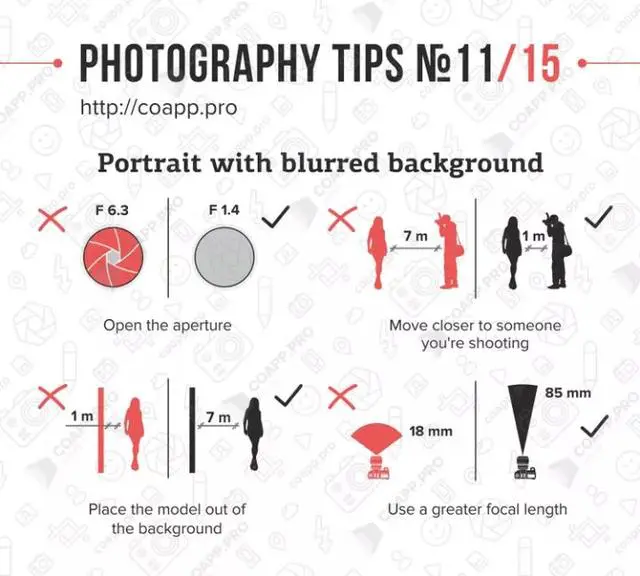 PHOTOGRAPHY TIPS №11/15
http://coapp.pro
Portrait with blurred background
F 6.3
F 1.4
Open the aperture
7 m
1 m
Move closer to someone
you're shooting
1 m
7 m
Place the model out of
the background
18 mm
85 mm
Use a greater focal length
COAPP.PRO